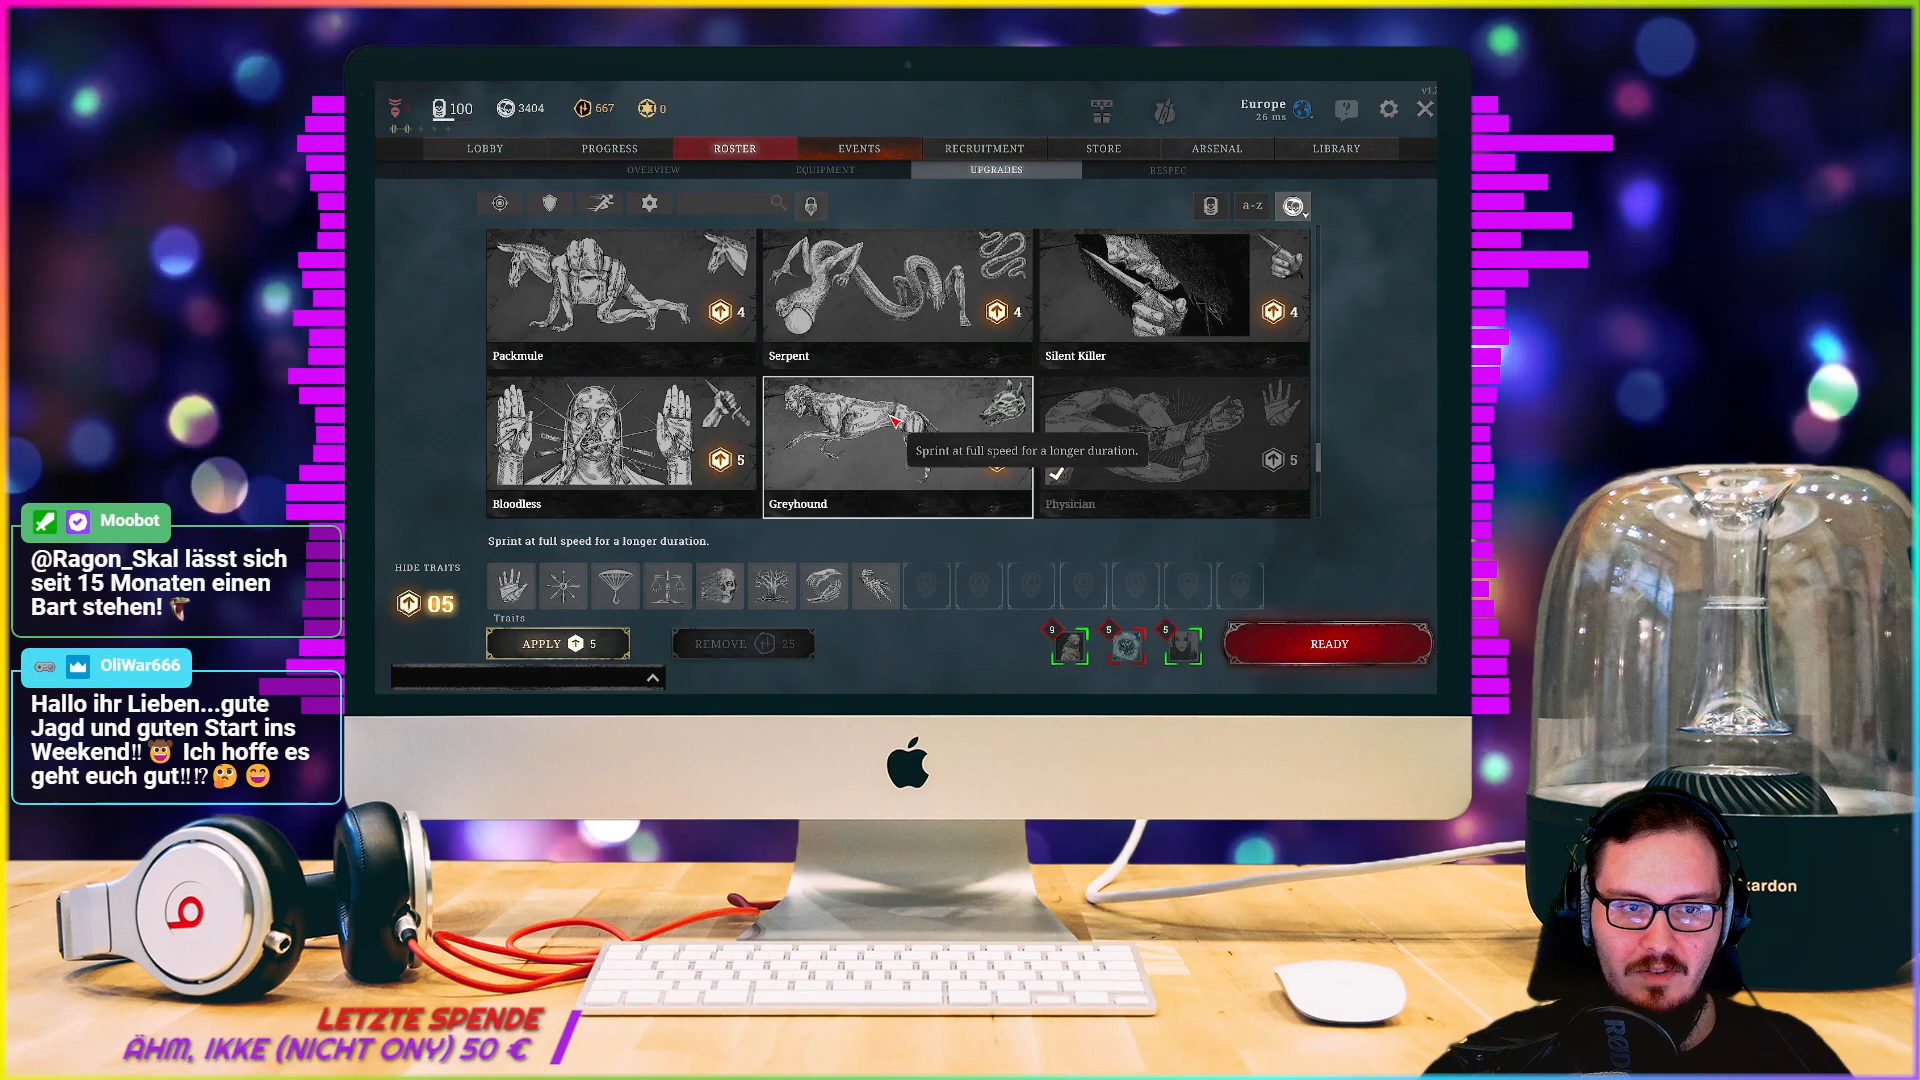 v1.2
100
3404
667
0
Europe
26 ms
LOBBY
PROGRESS
ROSTER
EVENTS
RECRUITMENT
STORE
ARSENAL
LIBRARY
OVERVIEW
EQUIPMENT
UPGRADES
RESPEC
a-z
4
4
4
Packmule
Serpent
Silent Killer
5
5
Sprint at full speed for a longer duration.
Bloodless
Greyhound
Physician
Sprint at full speed for a longer duration.
HIDE TRAITS
05
Traits
APPLY 5
REMOVE 25
9
5
5
READY
Moobot
@Ragon_Skal lässt sich
seit 15 Monaten einen
Bart stehen!
OliWar666
Hallo ihr Lieben...gute
Jagd und guten Start ins
Weekend!! 🤠 Ich hoffe es
geht euch gut!!!⁉ 🤔 😄
kardon
RØD
LETZTE SPENDE
ÄHM, IKKE (NICHT ONY) 50 €